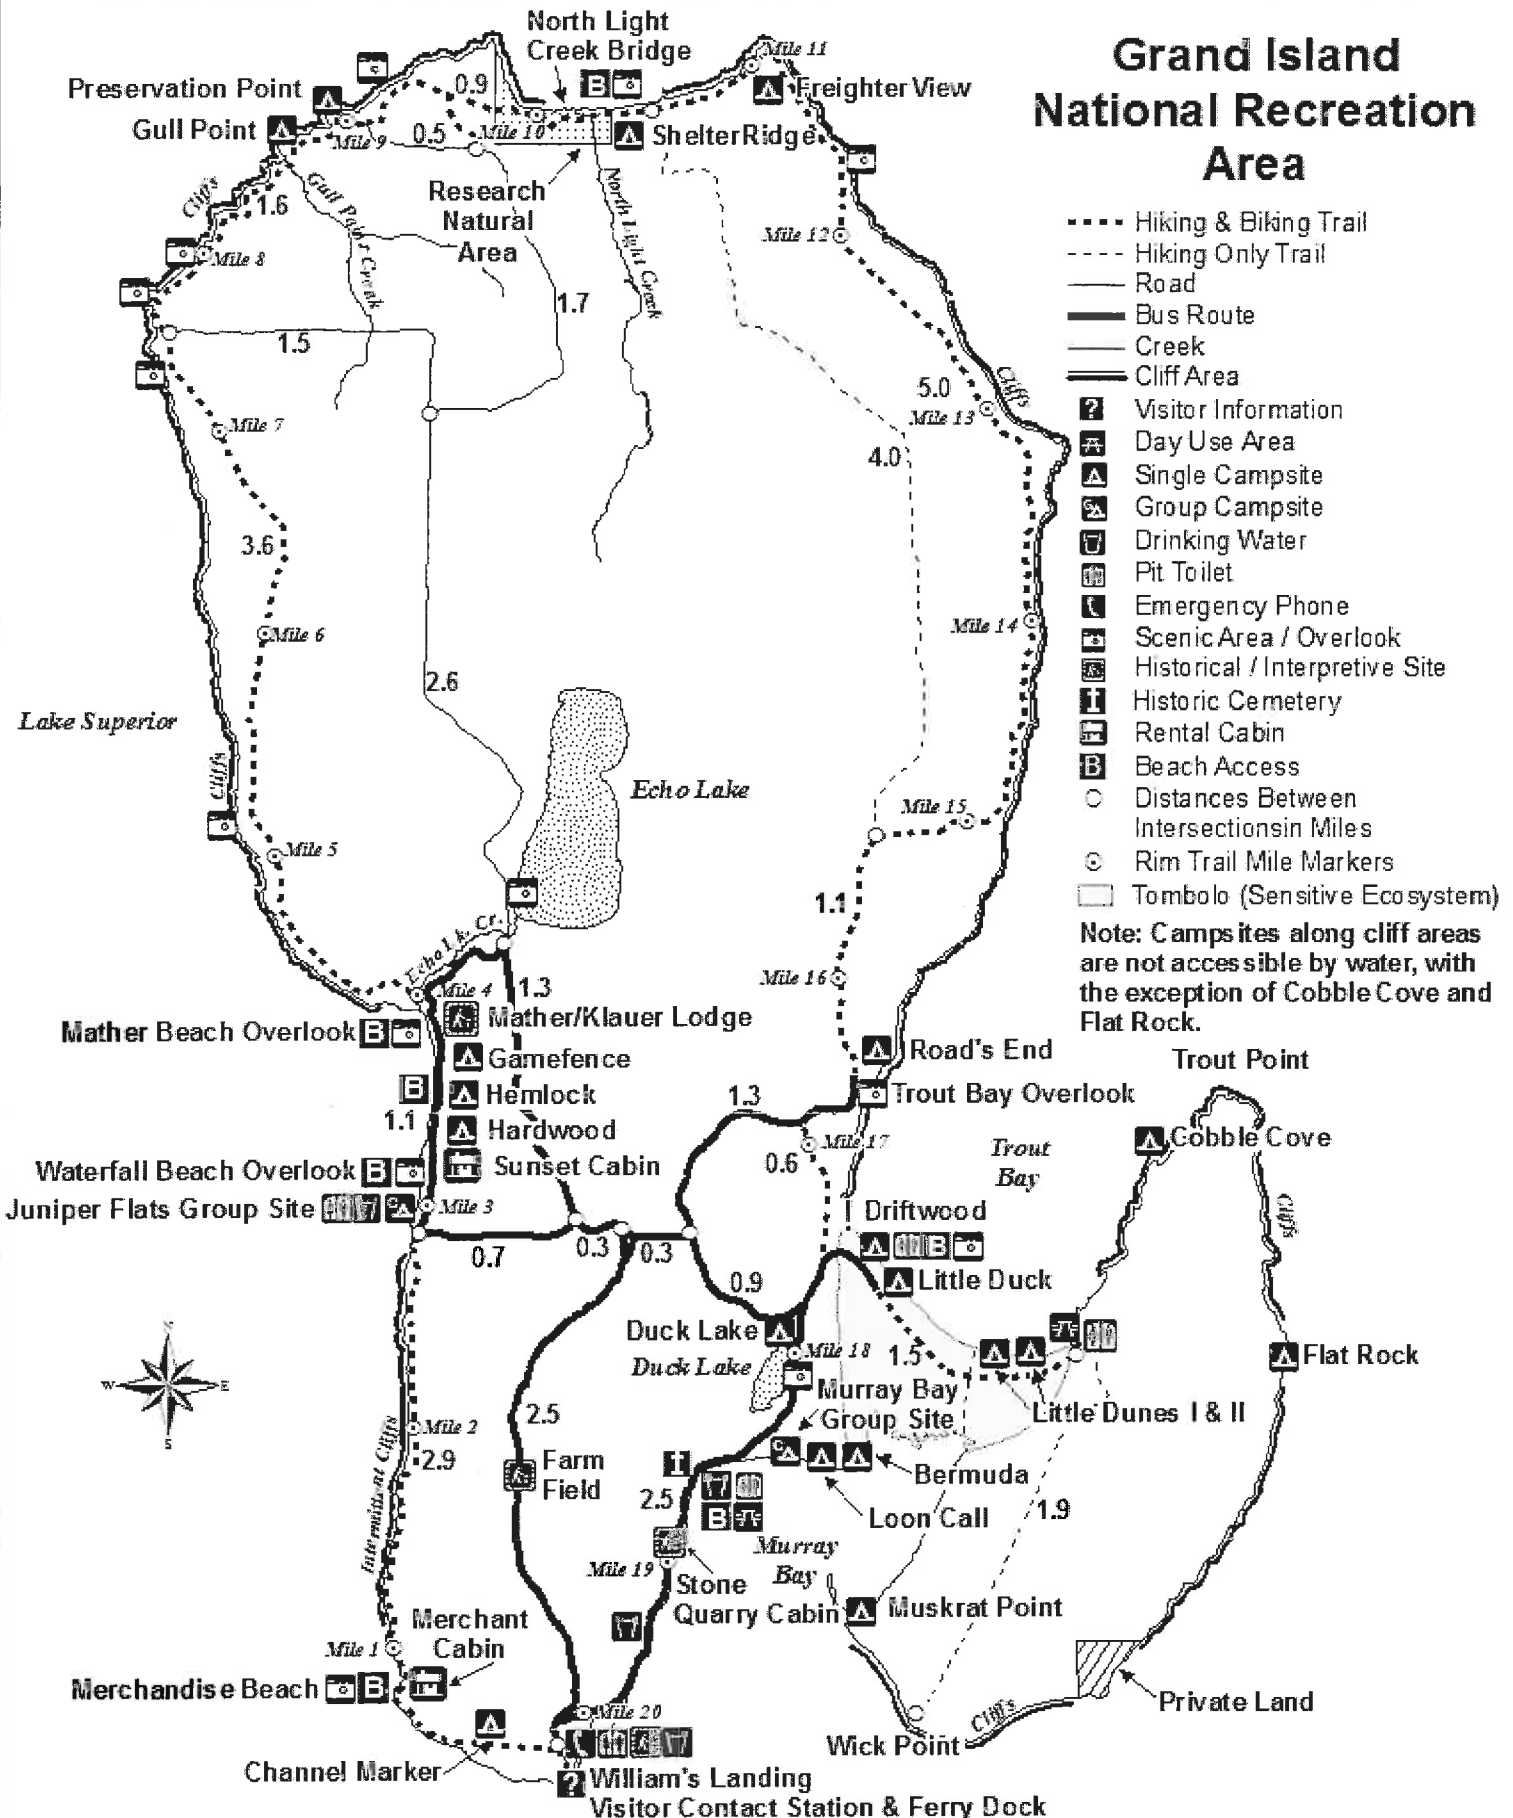 Grand Island
National Recreation
Area
Hiking & Biking Trail
Hiking Only Trail
Road
Bus Route
Creek
Cliff Area
? Visitor Information
Day Use Area
Single Campsite
G Group Campsite
Drinking Water
Pit Toilet
Emergency Phone
Scenic Area / Overlook
Historical / Interpretive Site
Historic Cemetery
Rental Cabin
B Beach Access
Distances Between
Intersectionsin Miles
Rim Trail Mile Markers
Tombolo (Sensitive Ecosystem)
Note: Campsites along cliff areas
are not accessible by water, with
the exception of Cobble Cove and
Flat Rock.
North Light
Creek Bridge
B
Mile 11
Preservation Point
0.9
Freighter View
Gull Point
Mile 9
0.5
Mile 10
Shelter Ridge
Cliffs
1.6
Gull Point Creek
Research
Natural
Area
North Light Creek
Mile 12
Mile 8
1.7
1.5
5.0
Cliffs
Mile 13
Mile 7
4.0
3.6
Mile 6
Mile 14
2.6
Lake Superior
Cliffs
Echo Lake
Mile 15
Mile 5
1.1
Echo Lk. Cr.
Mile 4
1.3
Mile 16
Mather Beach Overlook B
Mather/Klauer Lodge
Gamefence
Road's End
Trout Point
B
Hemlock
1.3
Trout Bay Overlook
1.1
Hardwood
Mile 17
Trout
Bay
Cobble Cove
Waterfall Beach Overlook B
Sunset Cabin
0.6
Juniper Flats Group Site G
Mile 3
Driftwood
B
Cliffs
0.7
0.3
0.3
0.9
Little Duck
Duck Lake
Duck Lake
Mile 18
1.5
Flat Rock
N
W
E
S
Murray Bay
Group Site
Little Dunes I & II
Mile 2
2.9
2.5
Intermittent Cliffs
Farm
Field
G
Bermuda
2.5
B
Loon Call
1.9
Mile 19
Murray
Bay
Stone
Quarry Cabin
Muskrat Point
Merchant
Cabin
Mile 1
Merchandise Beach B
Private Land
Mile 20
Cliffs
Wick Point
Channel Marker
? William's Landing
Visitor Contact Station & Ferry Dock